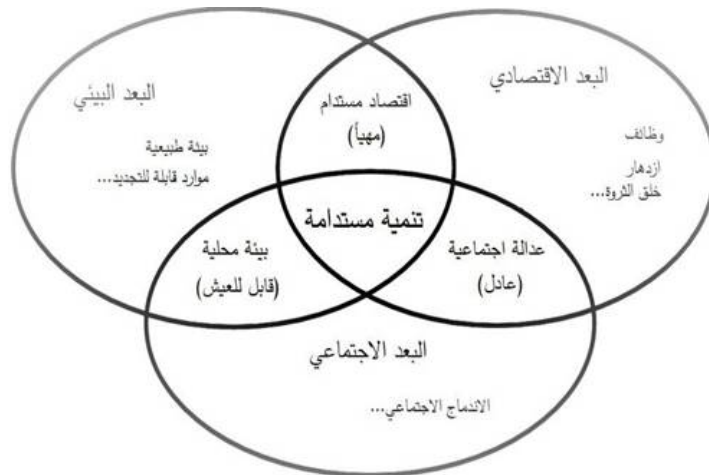 البعد الاقتصادي
وظائف
ازدهار
خلق الثروة...
اقتصاد مستدام
(مهيأ)
البعد البيئي
بيئة طبيعية
موارد قابلة للتجديد...
تنمية مستدامة
عدالة اجتماعية
(عادل)
بيئة محلية
(قابل للعيش)
البعد الاجتماعي
الاندماج الاجتماعي...